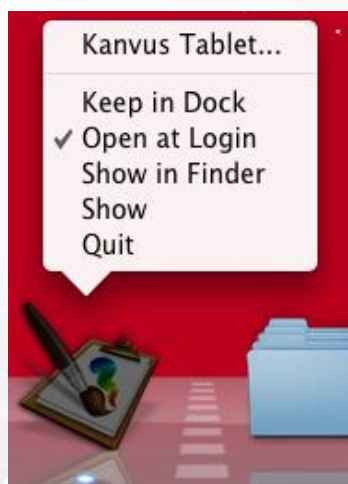 Kanvus Tablet...
Keep in Dock
Open at Login
Show in Finder
Show
Quit